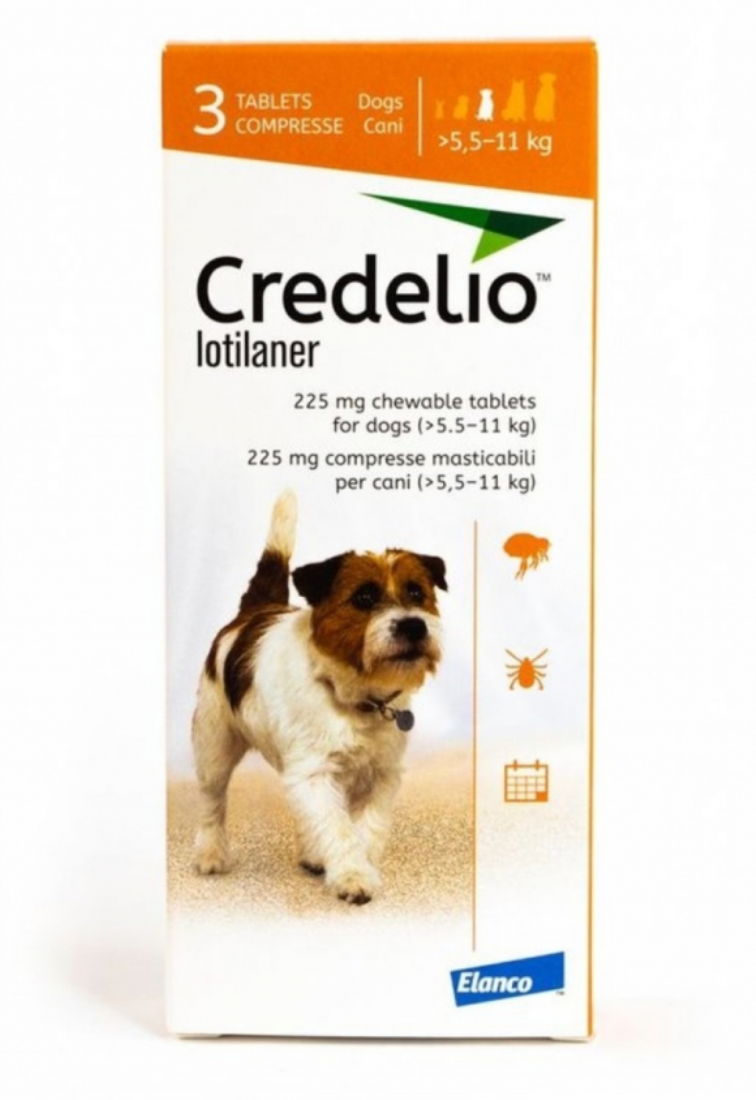 3 TABLETS Dogs
COMPRESSE Cani
>5,5–11 kg
Credelio™
lotilaner
225 mg chewable tablets
for dogs (>5.5–11 kg)
225 mg compresse masticabili
per cani (>5,5–11 kg)
Elanco™